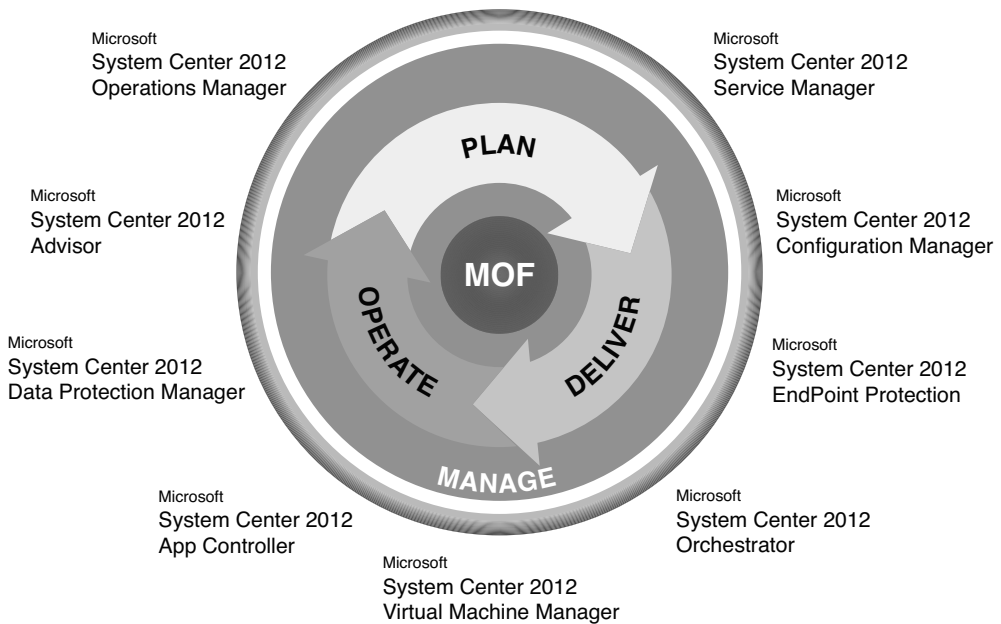 Microsoft
System Center 2012
Operations Manager
Microsoft
System Center 2012
Service Manager
Microsoft
System Center 2012
Advisor
Microsoft
System Center 2012
Configuration Manager
PLAN
MOF
DELIVER
OPERATE
MANAGE
Microsoft
System Center 2012
Data Protection Manager
Microsoft
System Center 2012
EndPoint Protection
Microsoft
System Center 2012
App Controller
Microsoft
System Center 2012
Virtual Machine Manager
Microsoft
System Center 2012
Orchestrator